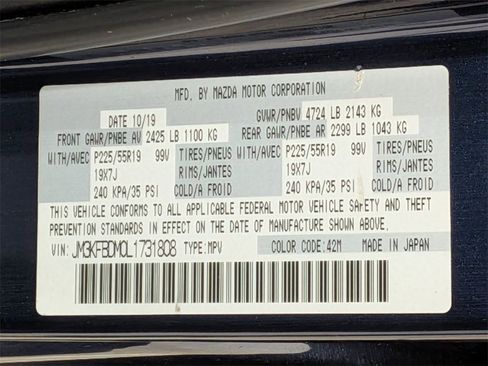 MFD. BY MAZDA MOTOR CORPORATION
DATE 10/19 GVWR/PNBV 4724 LB 2143 KG
FRONT GAWR/PNBE AV 2425 LB 1100 KG REAR GAWR/PNBE AR 2299 LB 1043 KG
WITH/AVEC P225/55R19 99V TIRES/PNEUS WITH/AVEC P225/55R19 99V TIRES/PNEUS
19X7J RIMS/JANTES 19X7J RIMS/JANTES
240 KPA/35 PSI COLD/A FROID 240 KPA/35 PSI COLD/A FROID
THIS VEHICLE CONFORMS TO ALL APPLICABLE FEDERAL MOTOR VEHICLE SAFETY AND THEFT
PREVENTION STANDARDS IN EFFECT ON THE DATE OF MANUFACTURE SHOWN ABOVE.
VIN: JM3KFBDM0L1731808 TYPE: MPV COLOR CODE: 42M MADE IN JAPAN